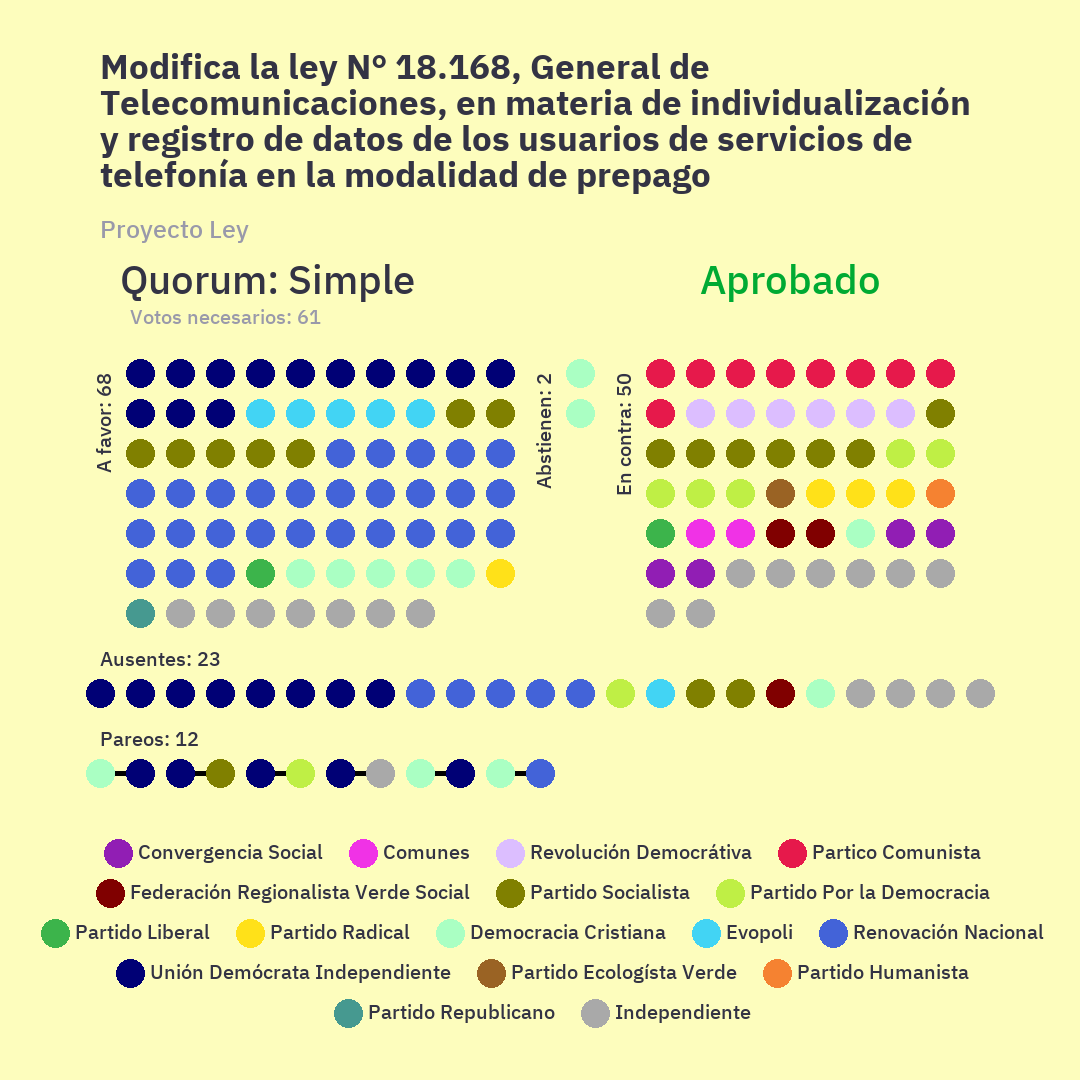 Modifica la ley N° 18.168, General de
Telecomunicaciones, en materia de individualización
y registro de datos de los usuarios de servicios de
telefonía en la modalidad de prepago
Proyecto Ley
Quorum: Simple
Aprobado
Votos necesarios: 61
A favor: 68
Abstienen: 2
En contra: 50
Ausentes: 23
Pareos: 12
Convergencia Social
Comunes
Revolución Democrátiva
Partico Comunista
Federación Regionalista Verde Social
Partido Socialista
Partido Por la Democracia
Partido Liberal
Partido Radical
Democracia Cristiana
Evopoli
Renovación Nacional
Unión Demócrata Independiente
Partido Ecologísta Verde
Partido Humanista
Partido Republicano
Independiente